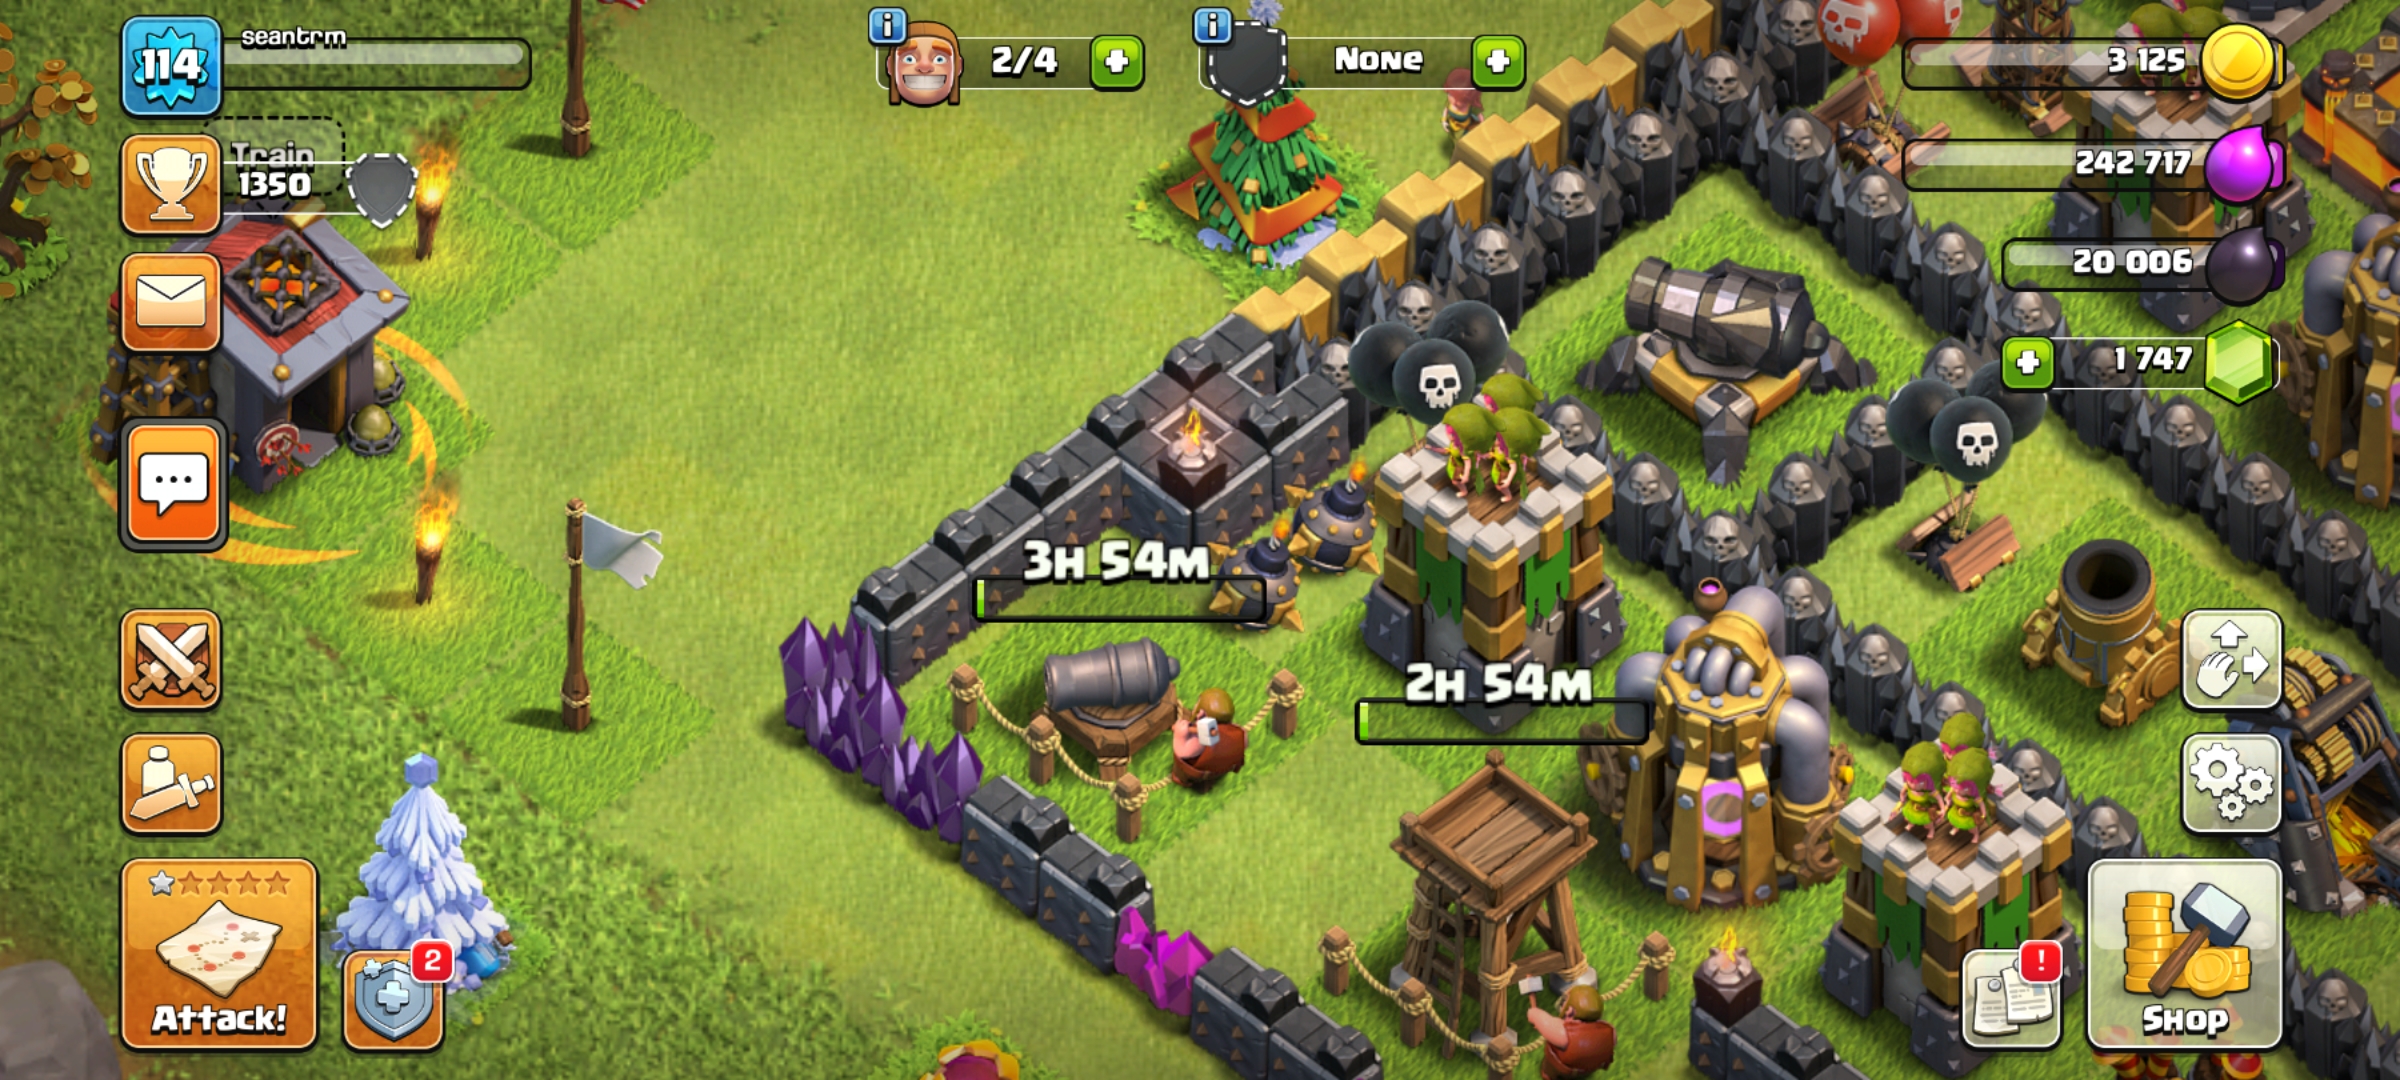 114
seantrm
i
2/4
i
None
3 125
Train
1350
242 717
20 006
1 747
3H 54M
2H 54M
2
!
Attack!
Shop